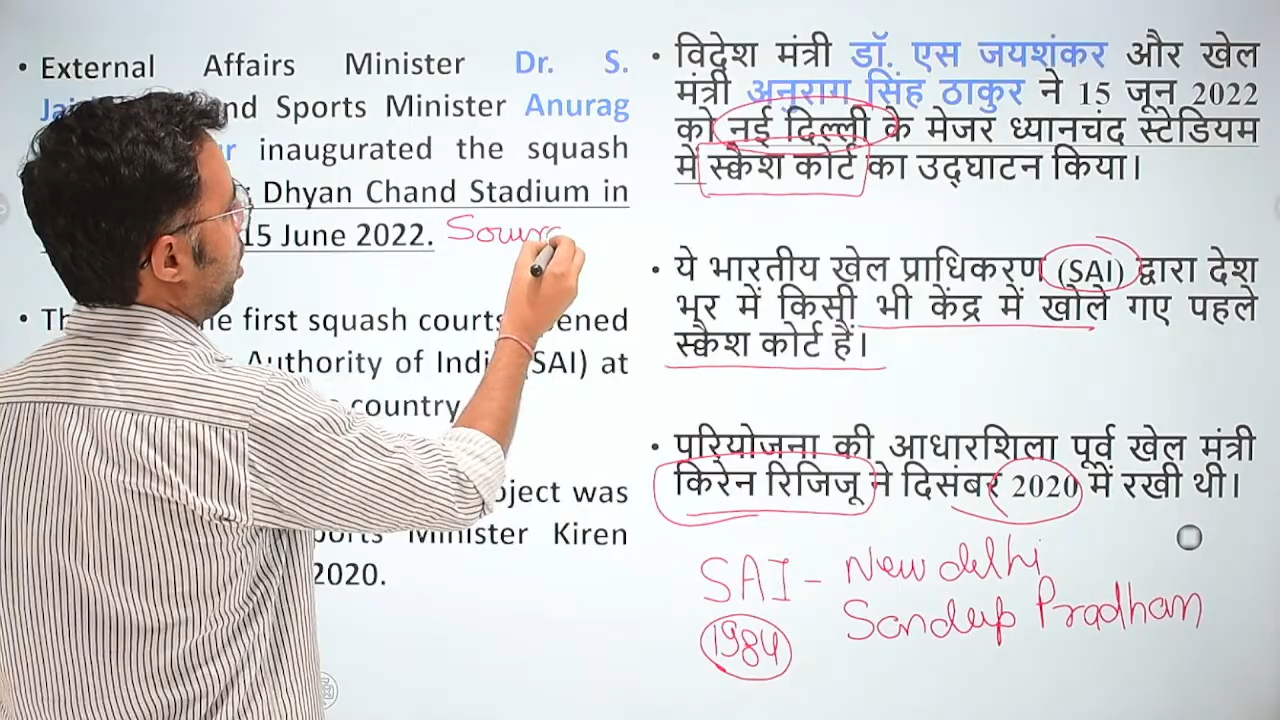 • External Affairs Minister Dr. S.
nd Sports Minister Anurag
r inaugurated the squash
Dhyan Chand Stadium in
15 June 2022.
• Th e first squash courts ened
Authority of Indi (SAI) at
country
oject was
orts Minister Kiren
2020.
• विदेश मंत्री डॉ. एस जयशंकर और खेल
मंत्री अनुराग सिंह ठाकुर ने 15 जून 2022
को नई दिल्ली के मेजर ध्यानचंद स्टेडियम
में स्क्वैश कोर्ट का उद्घाटन किया।
• ये भारतीय खेल प्राधिकरण (SAI) द्वारा देश
भर में किसी भी केंद्र में खोले गए पहले
स्क्वैश कोर्ट हैं।
• परियोजना की आधारशिला पूर्व खेल मंत्री
किरेन रिजिजू ने दिसंबर 2020 में रखी थी।
SAI - New delhi
Sandeep Pradhan
1984